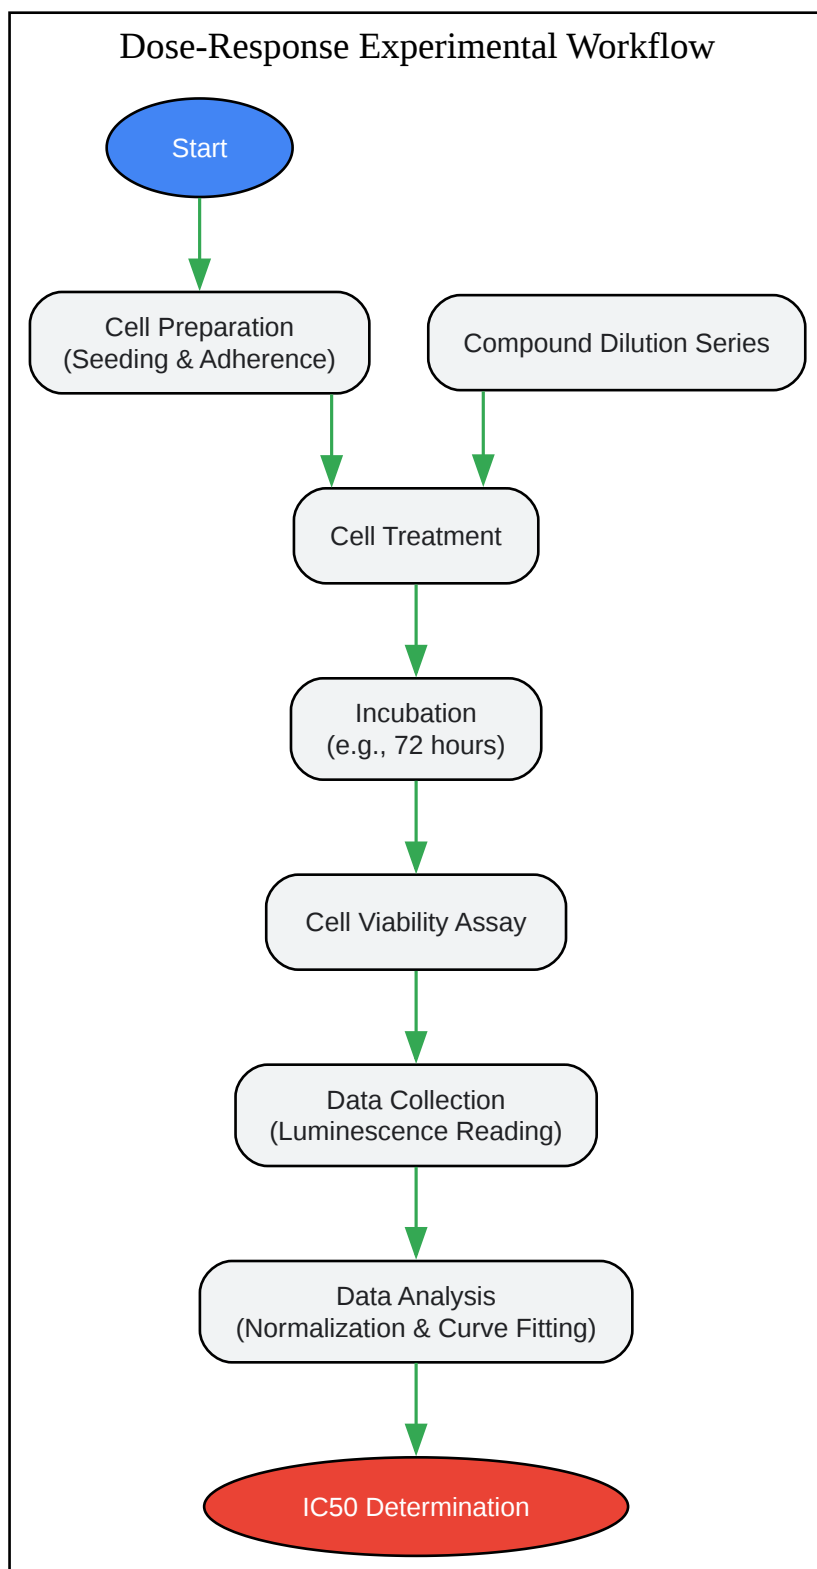 Dose-Response Experimental Workflow
Start
Cell Preparation
(Seeding & Adherence)
Compound Dilution Series
Cell Treatment
Incubation
(e.g., 72 hours)
Cell Viability Assay
Data Collection
(Luminescence Reading)
Data Analysis
(Normalization & Curve Fitting)
IC50 Determination